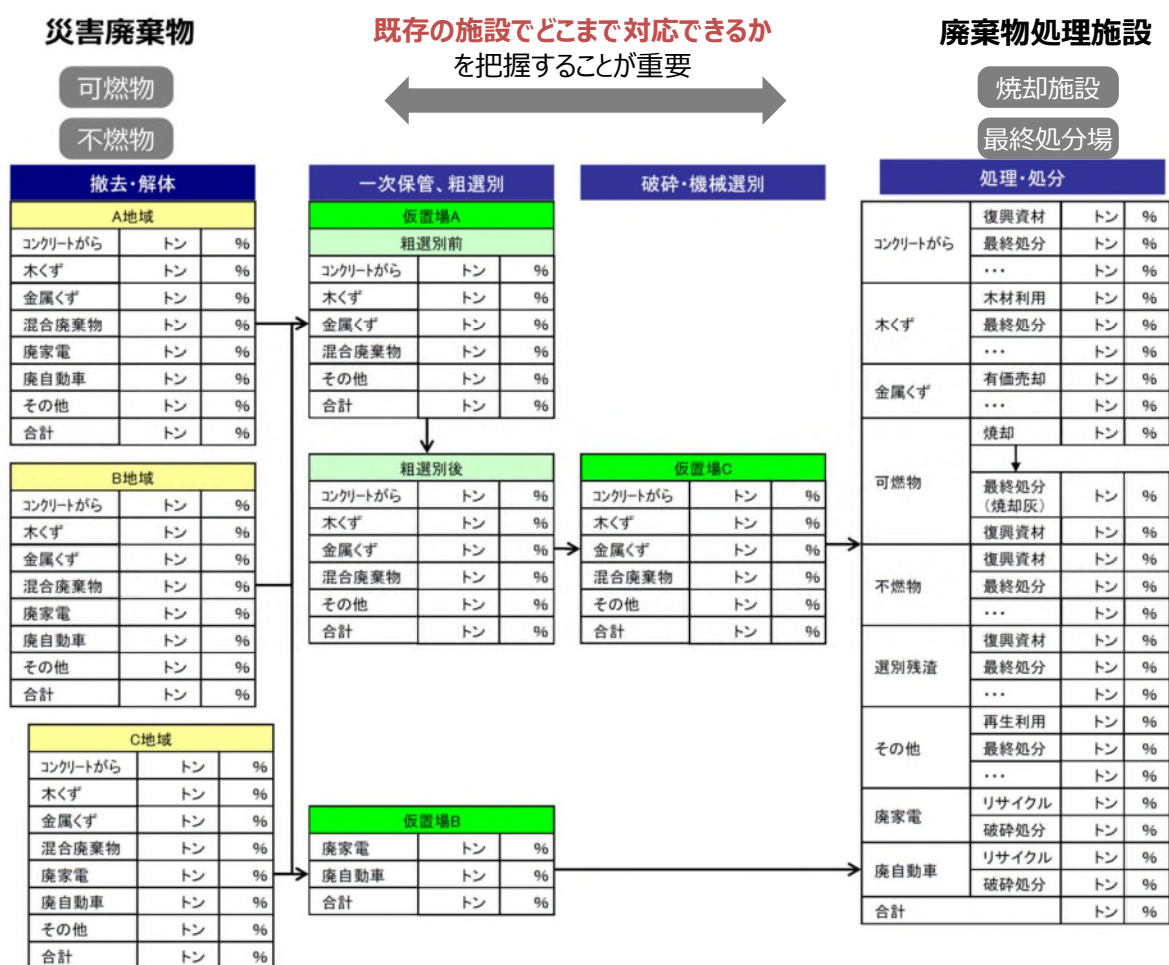 災害廃棄物
可燃物
不燃物
既存の施設でどこまで対応できるか
を把握することが重要
廃棄物処理施設
焼却施設
最終処分場
撤去・解体
A地域
コンクリートがら トン %
木くず トン %
金属くず トン %
混合廃棄物 トン %
廃家電 トン %
廃自動車 トン %
その他 トン %
合計 トン %
B地域
コンクリートがら トン %
木くず トン %
金属くず トン %
混合廃棄物 トン %
廃家電 トン %
廃自動車 トン %
その他 トン %
合計 トン %
C地域
コンクリートがら トン %
木くず トン %
金属くず トン %
混合廃棄物 トン %
廃家電 トン %
廃自動車 トン %
その他 トン %
合計 トン %
一次保管、粗選別
仮置場A
粗選別前
コンクリートがら トン %
木くず トン %
金属くず トン %
混合廃棄物 トン %
その他 トン %
合計 トン %
粗選別後
コンクリートがら トン %
木くず トン %
金属くず トン %
混合廃棄物 トン %
その他 トン %
合計 トン %
仮置場B
廃家電 トン %
廃自動車 トン %
合計 トン %
破砕・機械選別
仮置場C
コンクリートがら トン %
木くず トン %
金属くず トン %
混合廃棄物 トン %
その他 トン %
合計 トン %
処理・処分
コンクリートがら
復興資材 トン %
最終処分 トン %
… トン %
木くず
木材利用 トン %
最終処分 トン %
… トン %
金属くず
有価売却 トン %
… トン %
可燃物
焼却 トン %
最終処分
(焼却灰) トン %
復興資材 トン %
不燃物
復興資材 トン %
最終処分 トン %
… トン %
選別残渣
復興資材 トン %
最終処分 トン %
… トン %
その他
再生利用 トン %
最終処分 トン %
… トン %
廃家電
リサイクル トン %
破砕処分 トン %
廃自動車
リサイクル トン %
破砕処分 トン %
合計 トン %